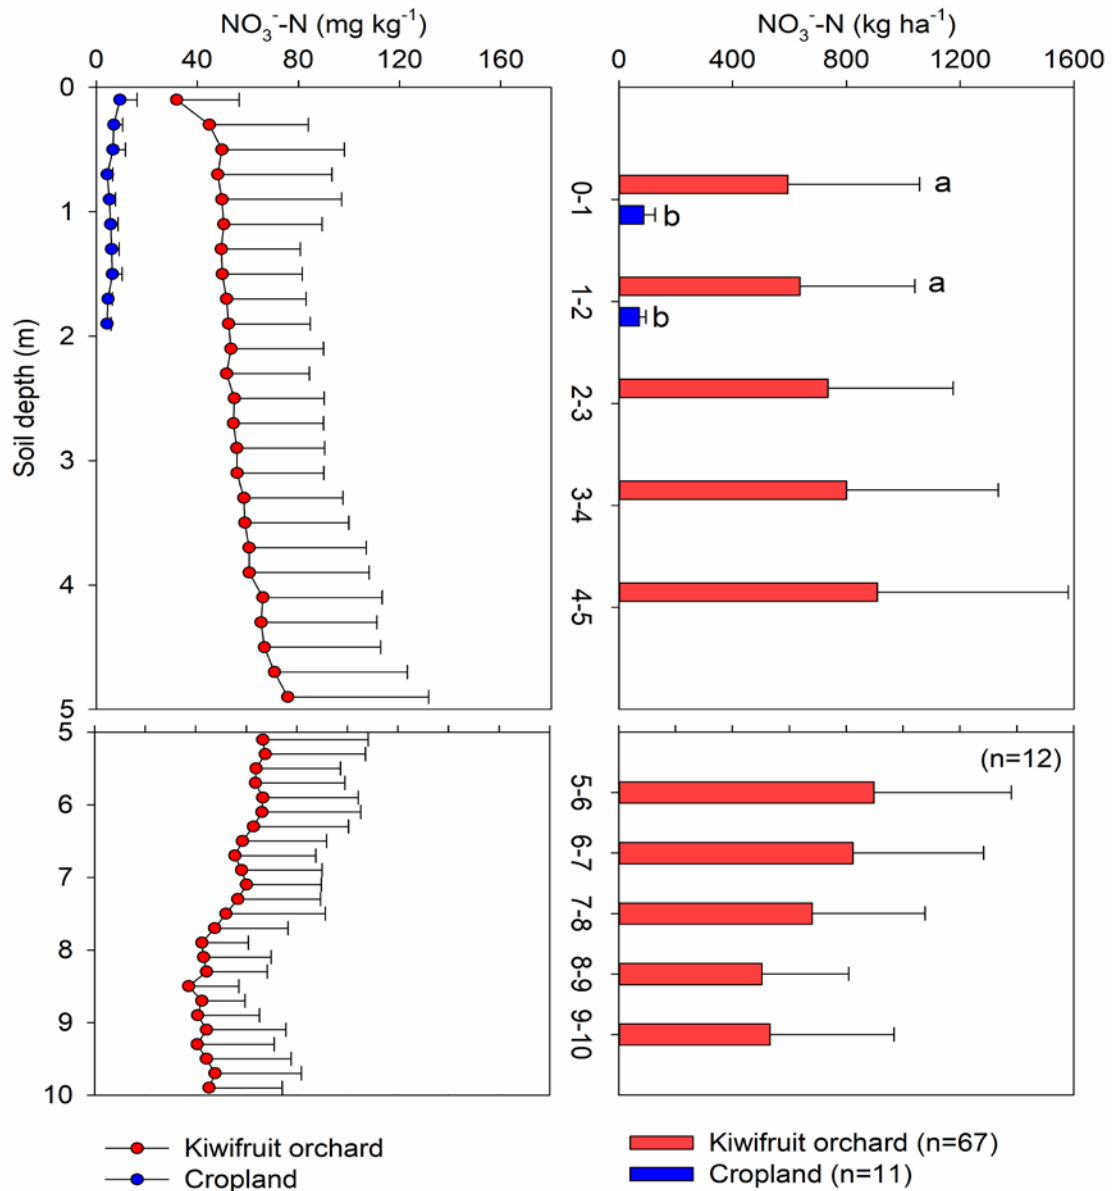 NO₃⁻-N (mg kg⁻¹)
0 40 80 120 160
NO₃⁻-N (kg ha⁻¹)
0 400 800 1200 1600
Soil depth (m)
0
1
2
3
4
5
0-1
a
b
1-2
a
b
2-3
3-4
4-5
5
6
7
8
9
10
(n=12)
5-6
6-7
7-8
8-9
9-10
Kiwifruit orchard
Cropland
Kiwifruit orchard (n=67)
Cropland (n=11)